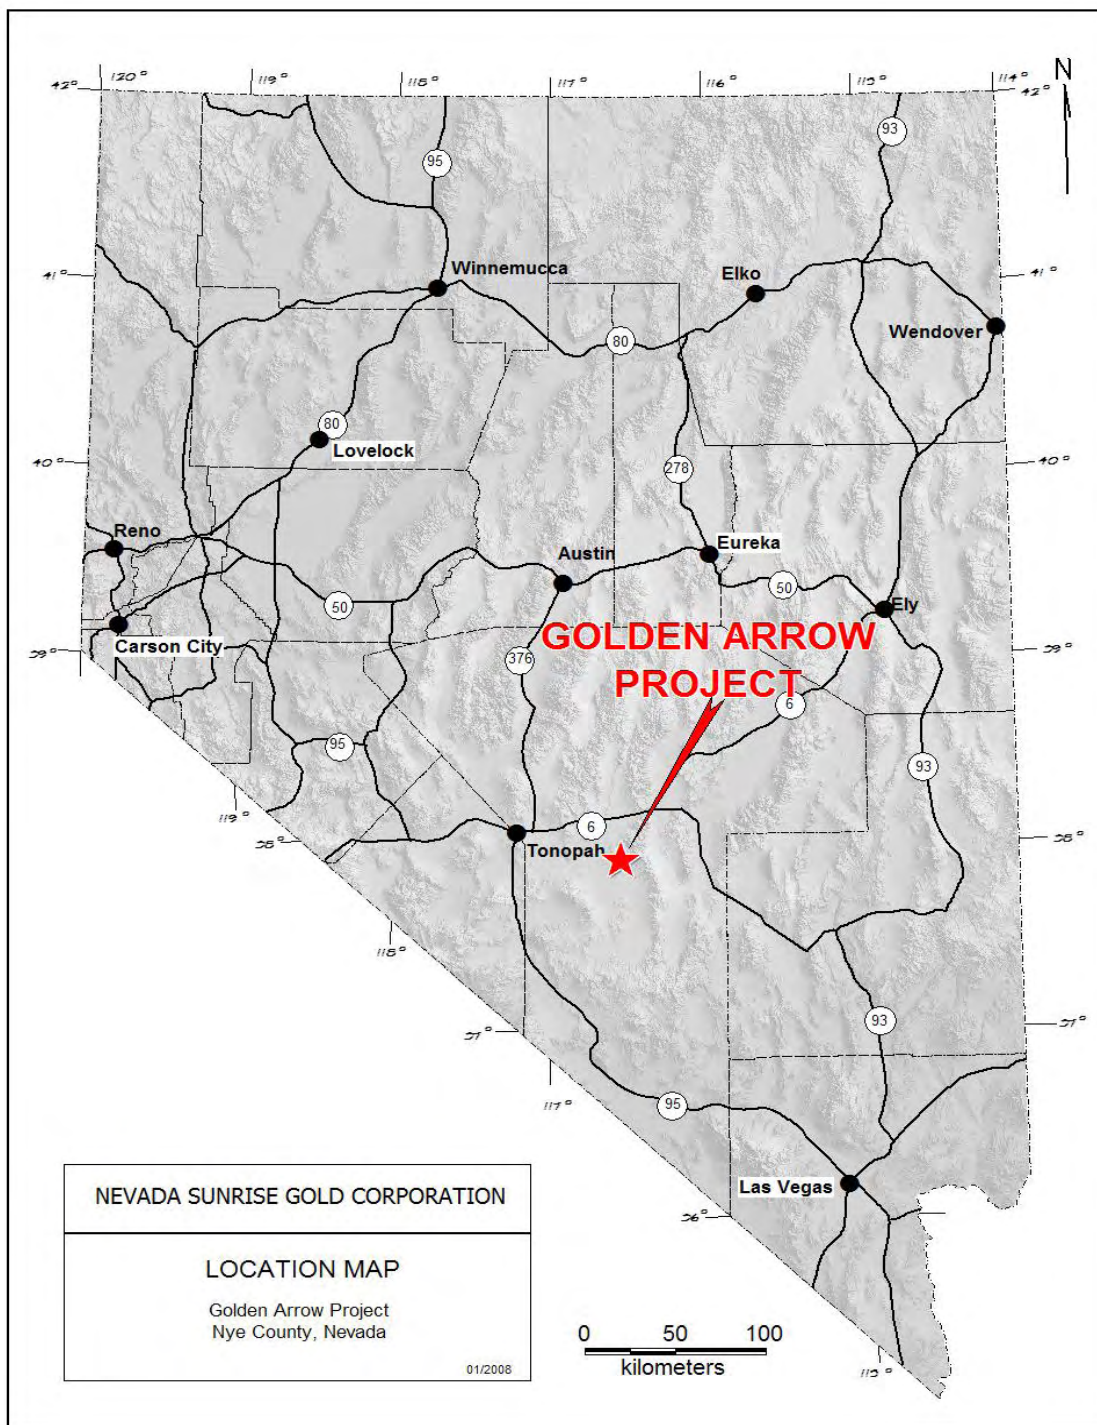 120° 119° 118° 117° 116° 115° 114°
N
42° 42°
93
95
41° Winnemucca Elko 41°
Wendover
80
80
Lovelock
40° 278 40°
Reno
Eureka
Austin
50 50
Ely
Carson City
39° GOLDEN ARROW 39°
376
PROJECT
6
95
93
119°
38° 6 38°
Tonopah
118°
93
37° 37°
117° 95
Las Vegas
36°
NEVADA SUNRISE GOLD CORPORATION
LOCATION MAP
Golden Arrow Project
Nye County, Nevada
01/2008
0 50 100
kilometers
115°